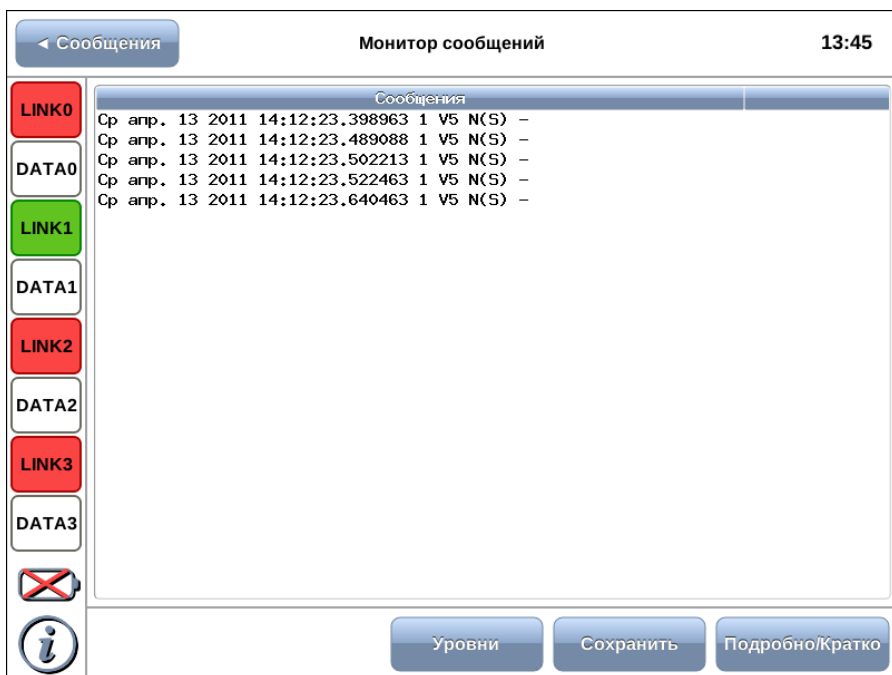 ◄ Сообщения
Монитор сообщений
13:45
LINK0
DATA0
LINK1
DATA1
LINK2
DATA2
LINK3
DATA3
Сообщения
Ср апр. 13 2011 14:12:23.398963 1 V5 N(S) -
Ср апр. 13 2011 14:12:23.489088 1 V5 N(S) -
Ср апр. 13 2011 14:12:23.502213 1 V5 N(S) -
Ср апр. 13 2011 14:12:23.522463 1 V5 N(S) -
Ср апр. 13 2011 14:12:23.640463 1 V5 N(S) -
i
Уровни
Сохранить
Подробно/Кратко